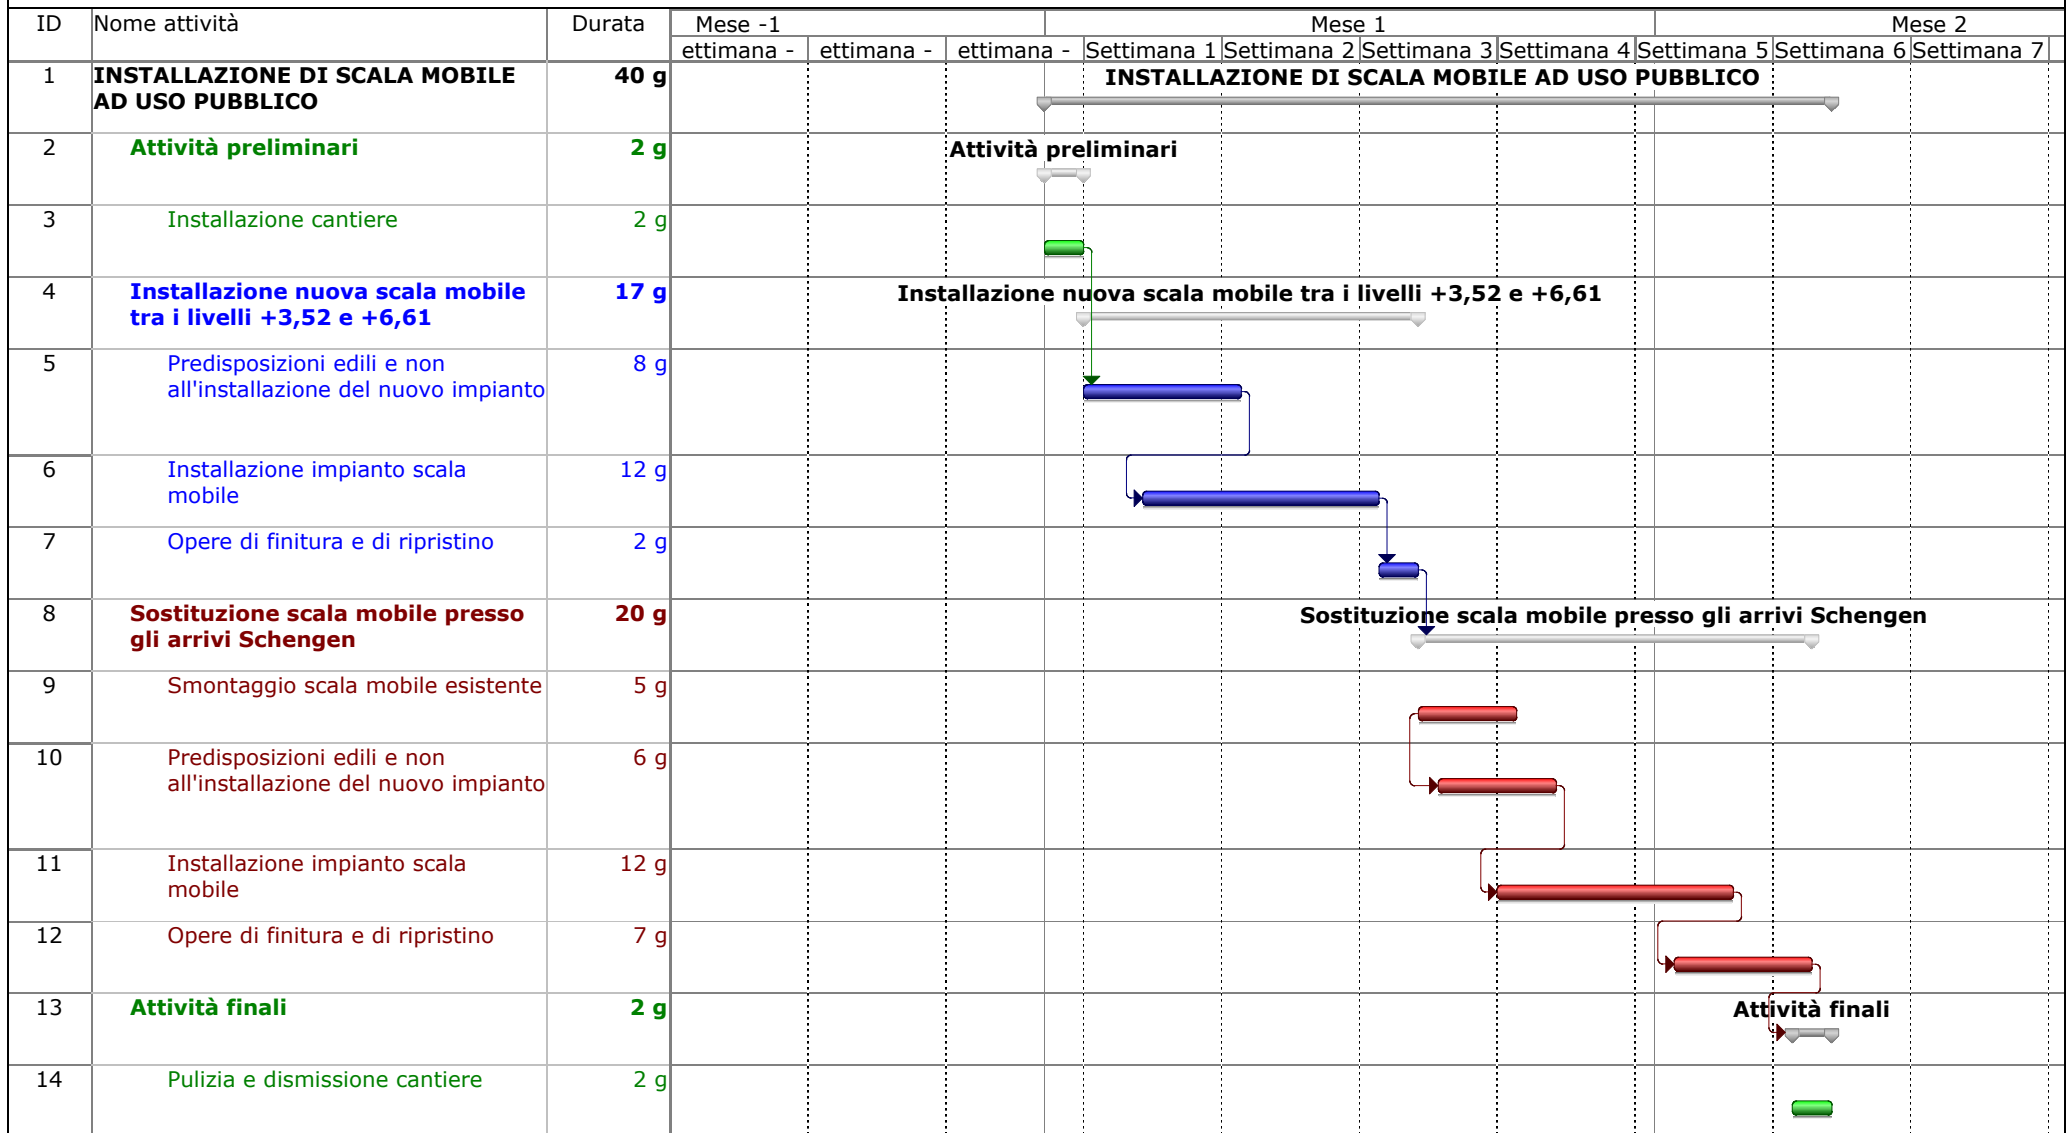 ID Nome attività Durata Mese -1 Mese 1 Mese 2
ettimana - ettimana - ettimana - Settimana 1 Settimana 2 Settimana 3 Settimana 4 Settimana 5 Settimana 6 Settimana 7
1 INSTALLAZIONE DI SCALA MOBILE 40 g INSTALLAZIONE DI SCALA MOBILE AD USO PUBBLICO
AD USO PUBBLICO
2 Attività preliminari 2 g Attività preliminari
3 Installazione cantiere 2 g
4 Installazione nuova scala mobile 17 g Installazione nuova scala mobile tra i livelli +3,52 e +6,61
tra i livelli +3,52 e +6,61
5 Predisposizioni edili e non 8 g
all'installazione del nuovo impianto
6 Installazione impianto scala 12 g
mobile
7 Opere di finitura e di ripristino 2 g
8 Sostituzione scala mobile presso 20 g Sostituzione scala mobile presso gli arrivi Schengen
gli arrivi Schengen
9 Smontaggio scala mobile esistente 5 g
10 Predisposizioni edili e non 6 g
all'installazione del nuovo impianto
11 Installazione impianto scala 12 g
mobile
12 Opere di finitura e di ripristino 7 g
13 Attività finali 2 g Attività finali
14 Pulizia e dismissione cantiere 2 g